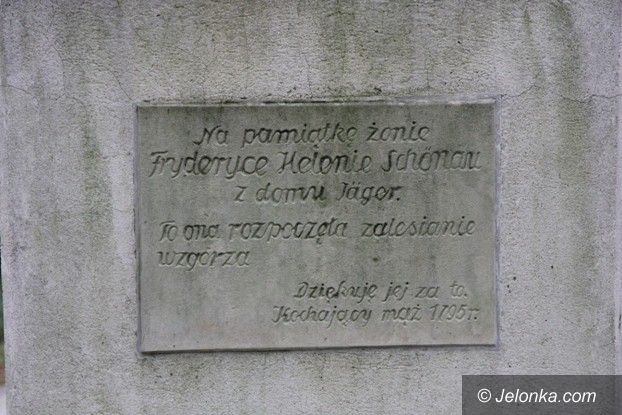 Na pamiątkę żonie
Fryderyce Helenie Schönau
z domu Jäger.
To ona rozpoczęła zalesianie
wzgórza
Dziękuję jej za to.
Kochający mąż 1795 r.
© Jelonka.com